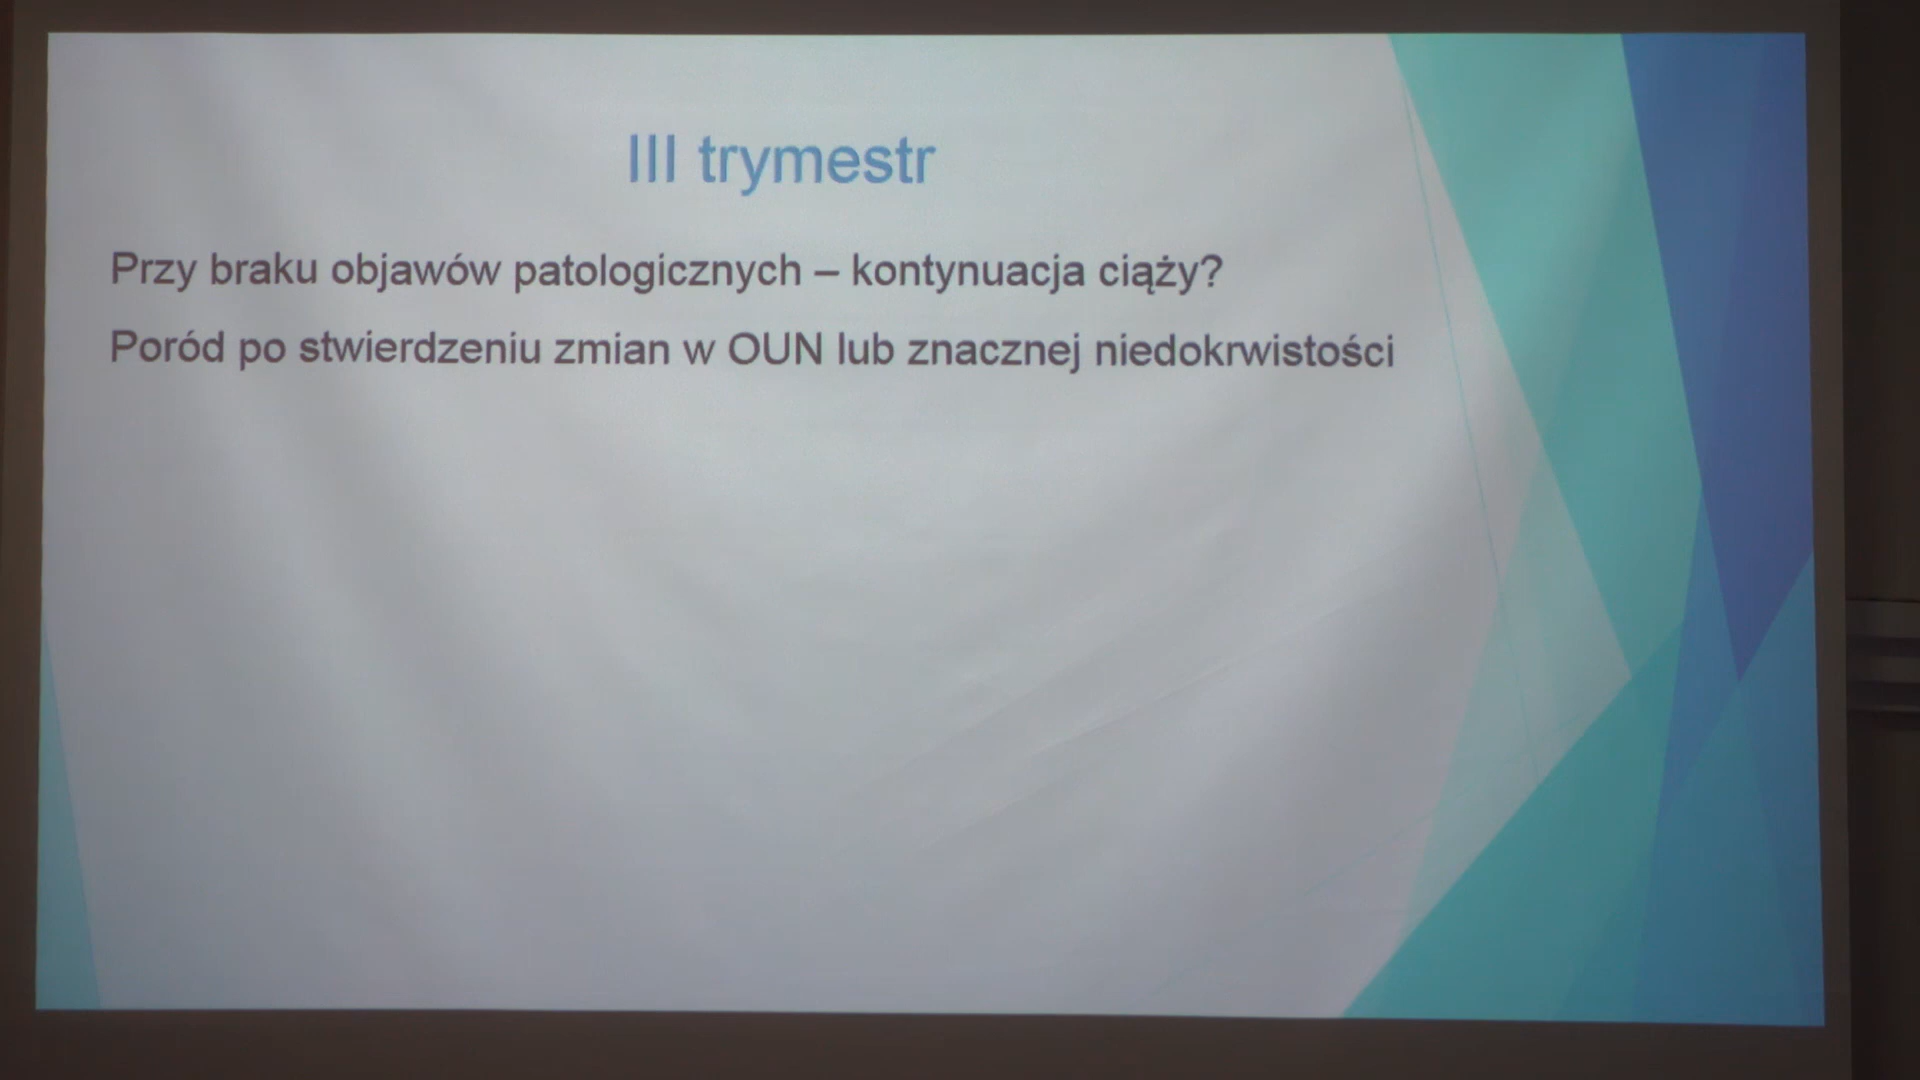 III trymestr
Przy braku objawów patologicznych – kontynuacja ciąży?
Poród po stwierdzeniu zmian w OUN lub znacznej niedokrwistości